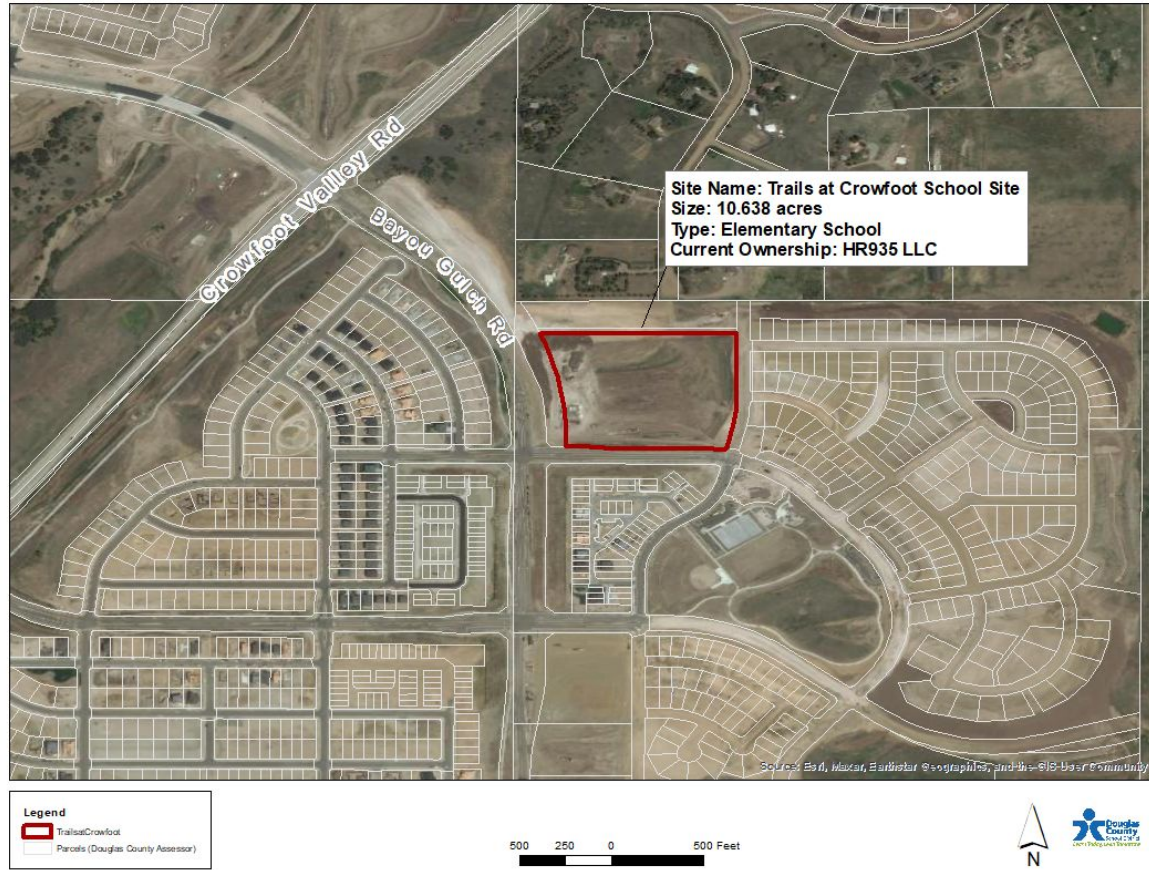 Crowfoot Valley Rd
Bayou Gulch Rd
Site Name: Trails at Crowfoot School Site
Size: 10.638 acres
Type: Elementary School
Current Ownership: HR935 LLC
Source: Esri, Maxar, Earthstar Geographics, and the GIS User Community
Legend
TrailsatCrowfoot
Parcels (Douglas County Assessor)
500 250 0 500 Feet
N
Douglas
County
School District